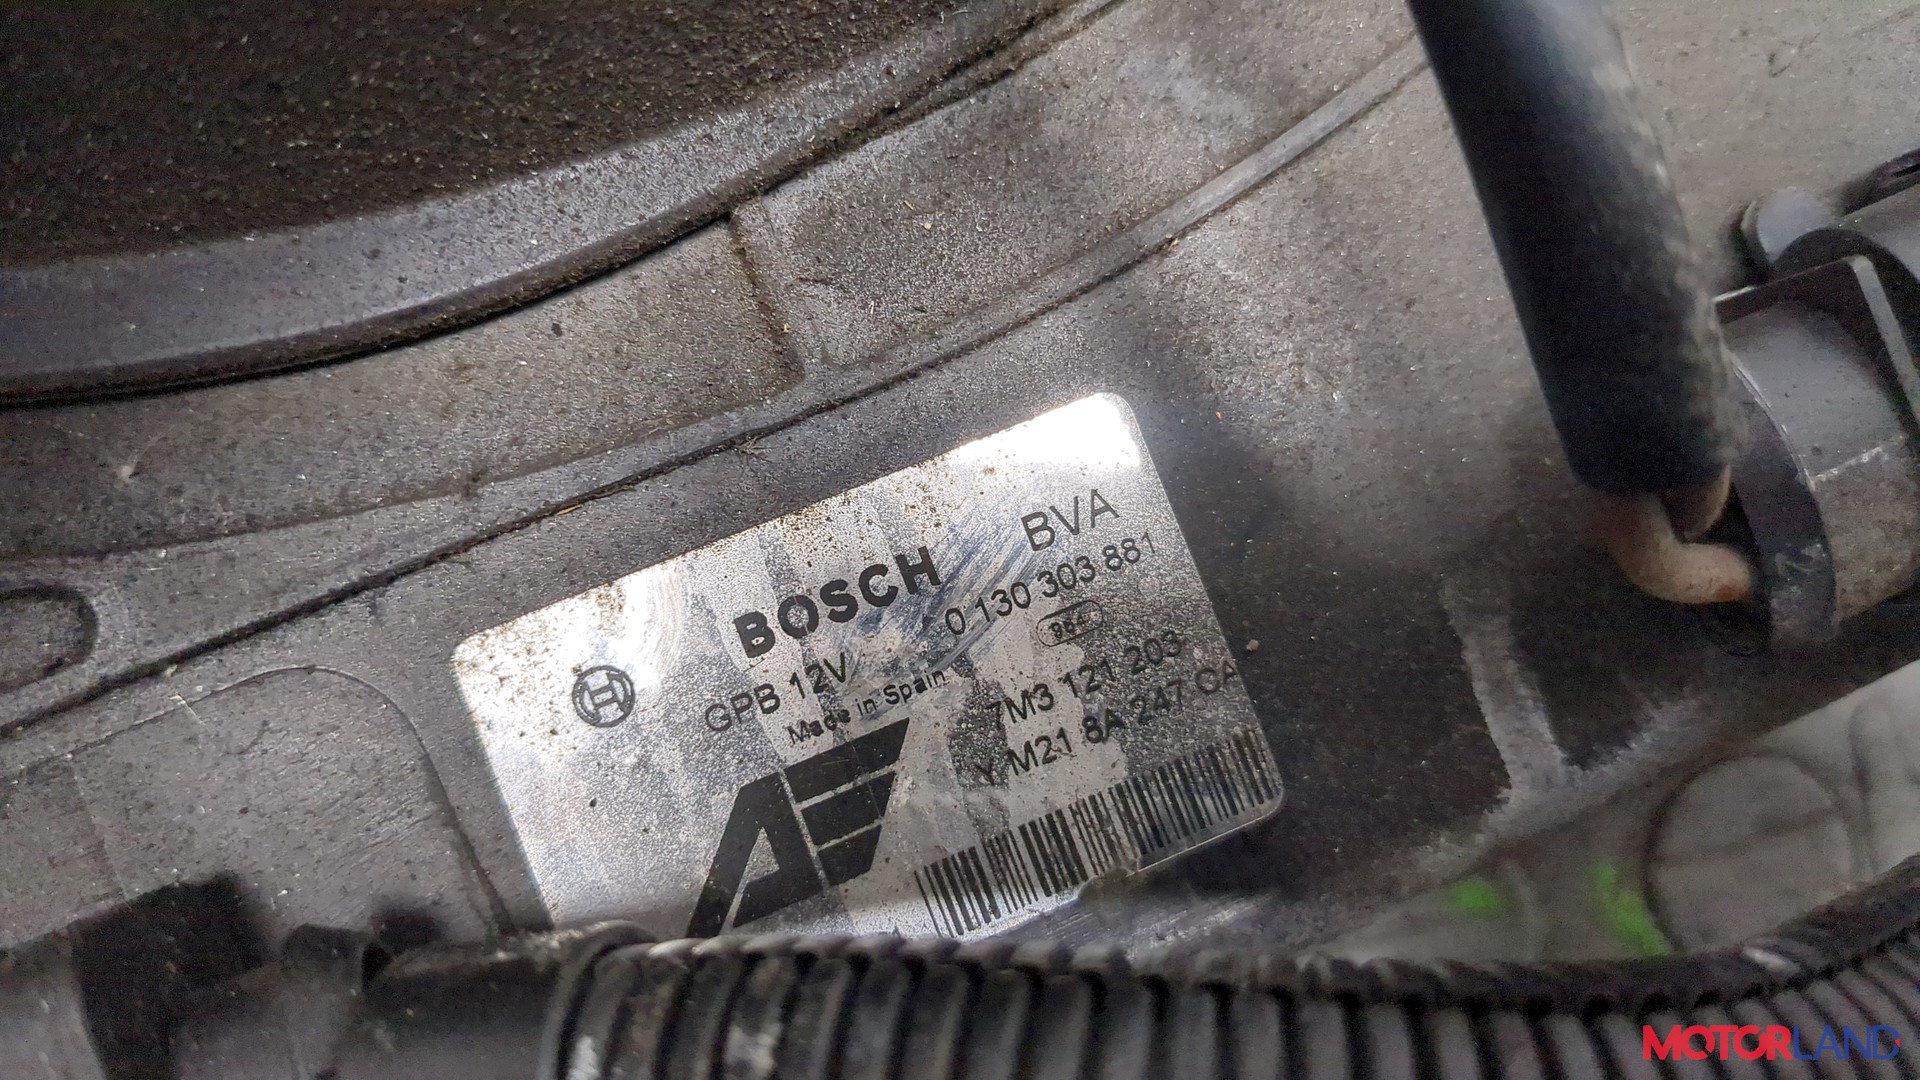 BOSCH BVA
GPB 12V 0 130 303 881
Made in Spain
7M3 121 203
YM21 8A 247 CA
MOTORLAND